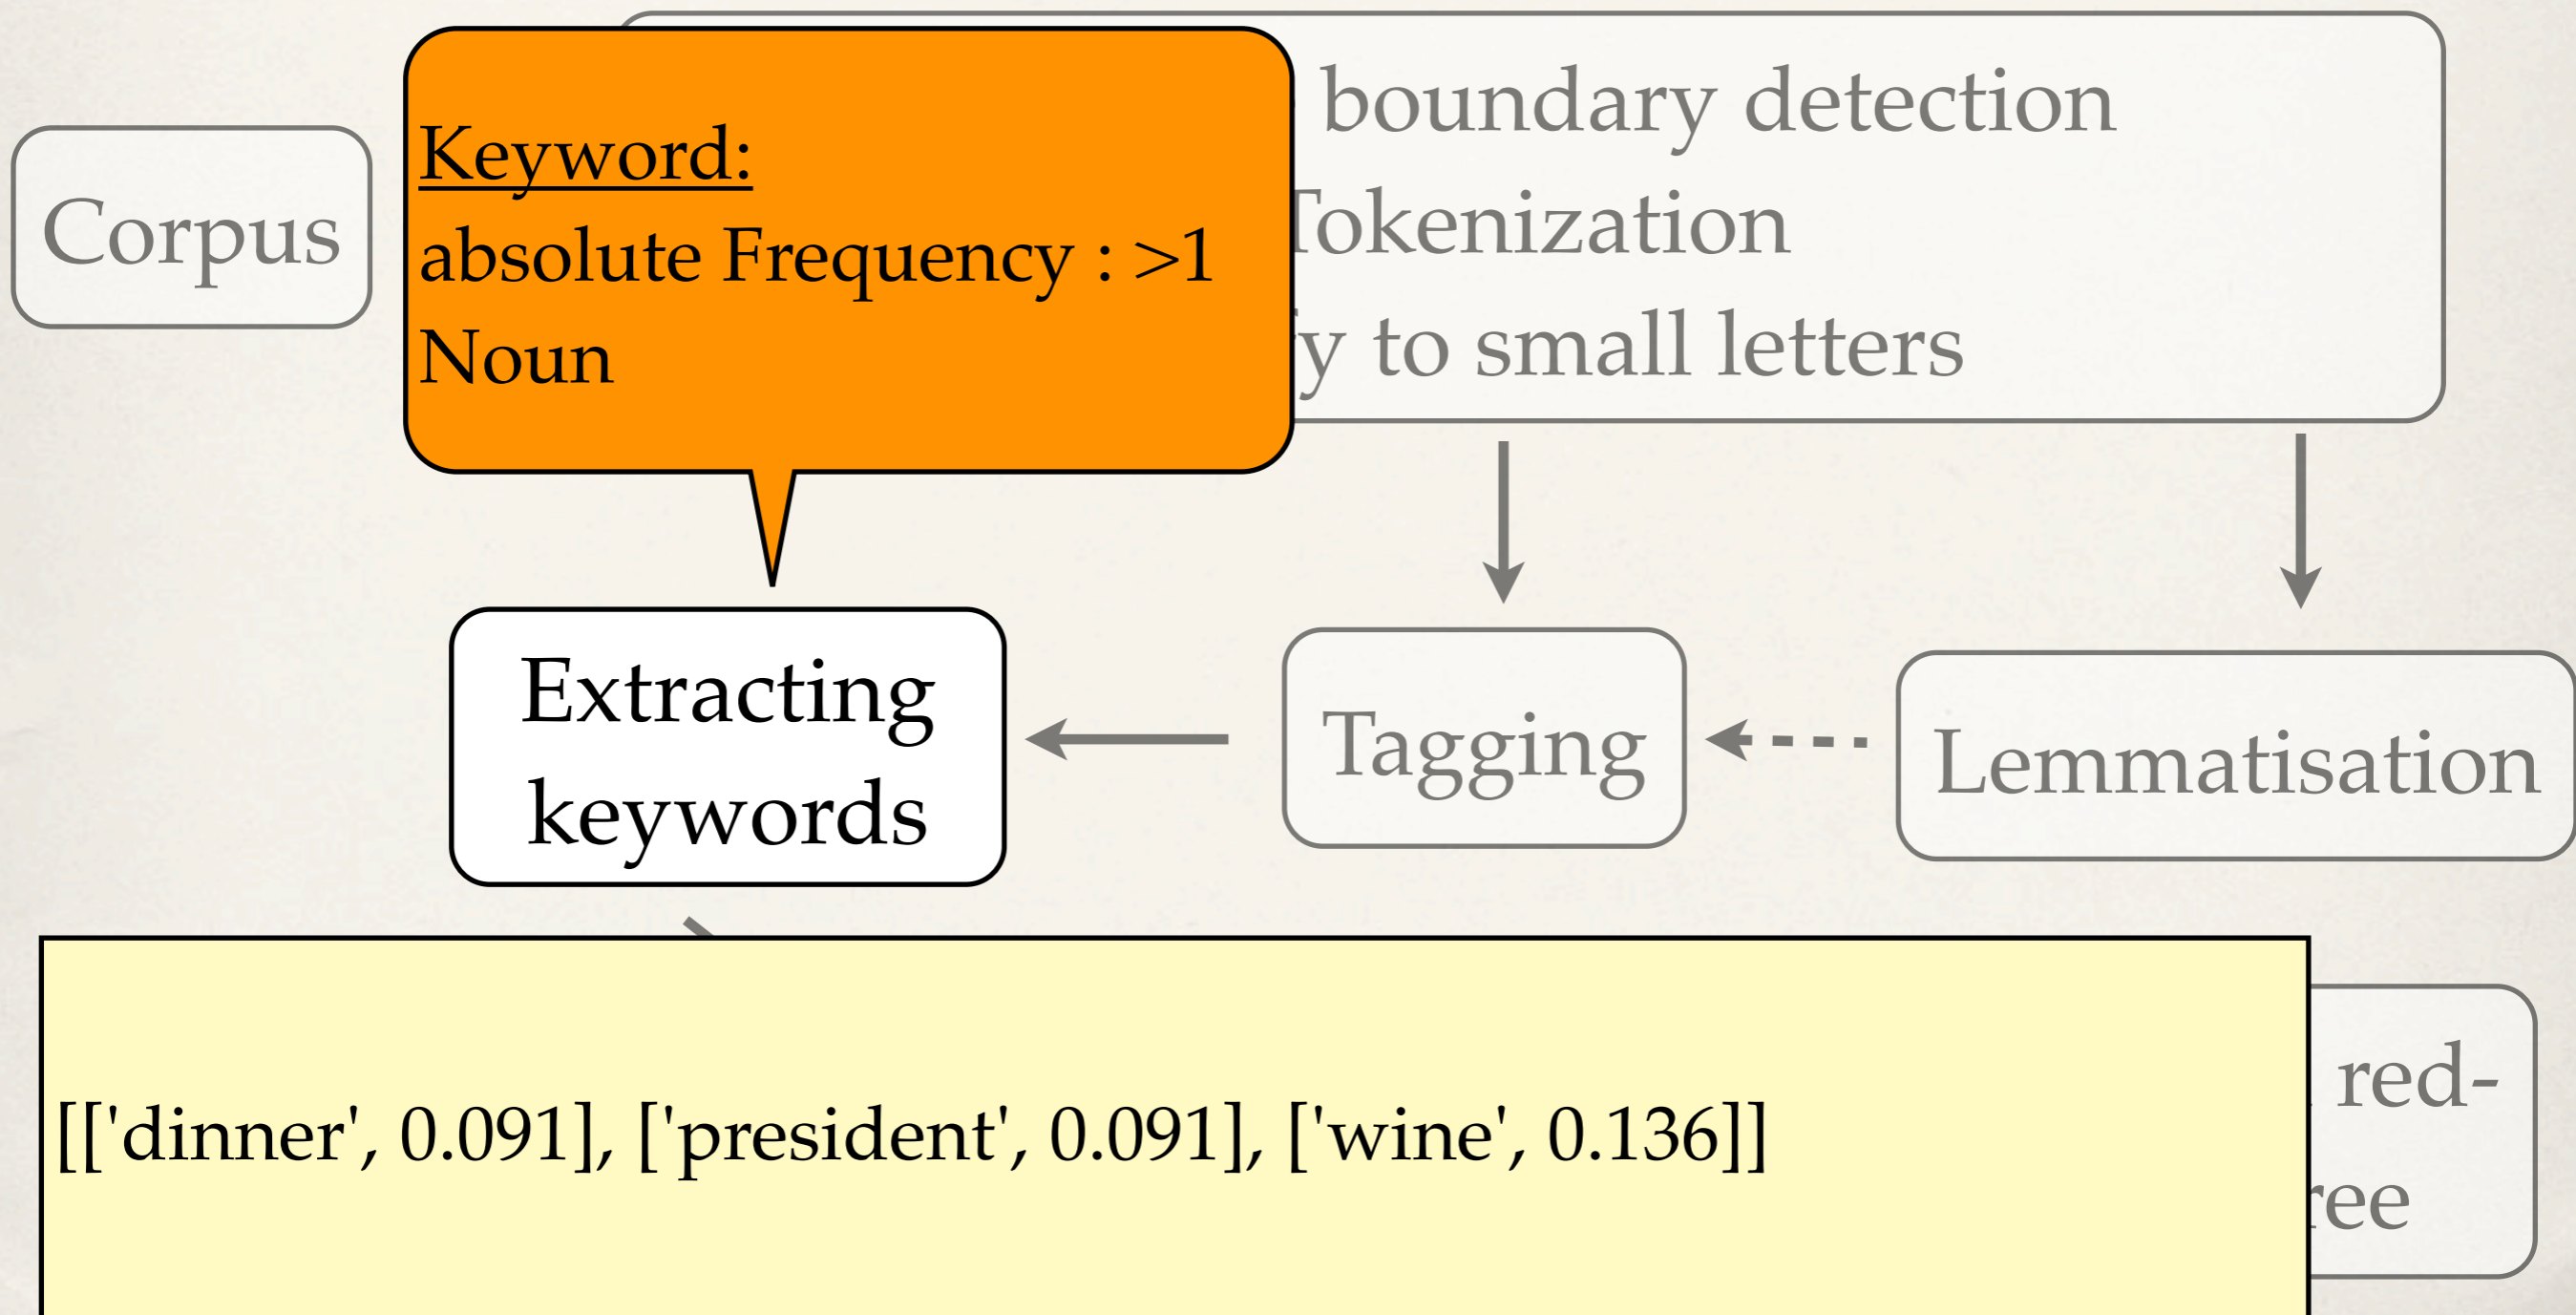 boundary detection
Tokenization
to small letters
Corpus
Keyword:
absolute Frequency : >1
Noun
Extracting
keywords
Tagging
Lemmatisation
[['dinner', 0.091], ['president', 0.091], ['wine', 0.136]]
red-